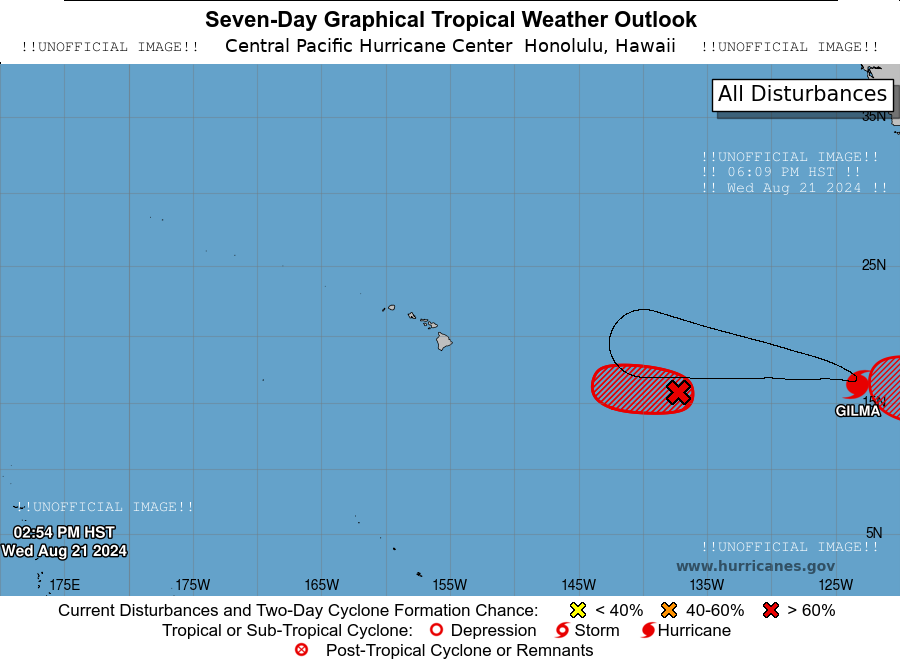 Seven-Day Graphical Tropical Weather Outlook
!!UNOFFICIAL IMAGE!! Central Pacific Hurricane Center Honolulu, Hawaii !!UNOFFICIAL IMAGE!!
All Disturbances
35N
!!UNOFFICIAL IMAGE!!
!! 06:09 PM HST !!
!! Wed Aug 21 2024 !!
25N
15N
GILMA
!!UNOFFICIAL IMAGE!!
02:54 PM HST
5N
Wed Aug 21 2024
!!UNOFFICIAL IMAGE!!
www.hurricanes.gov
175E 175W 165W 155W 145W 135W 125W
Current Disturbances and Two-Day Cyclone Formation Chance: < 40% 40-60% > 60%
Tropical or Sub-Tropical Cyclone: Depression Storm Hurricane
Post-Tropical Cyclone or Remnants